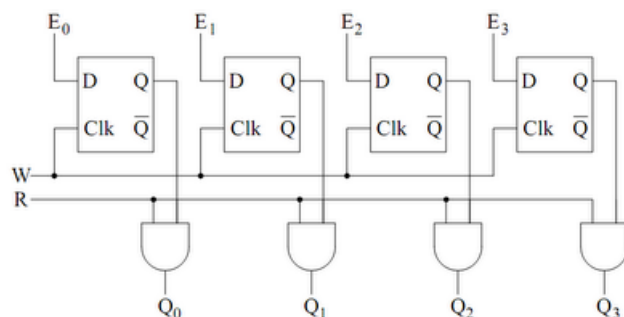 E₀ E₁ E₂ E₃
D Q D Q D Q D Q
Clk Q̅ Clk Q̅ Clk Q̅ Clk Q̅
W
R
Q₀ Q₁ Q₂ Q₃